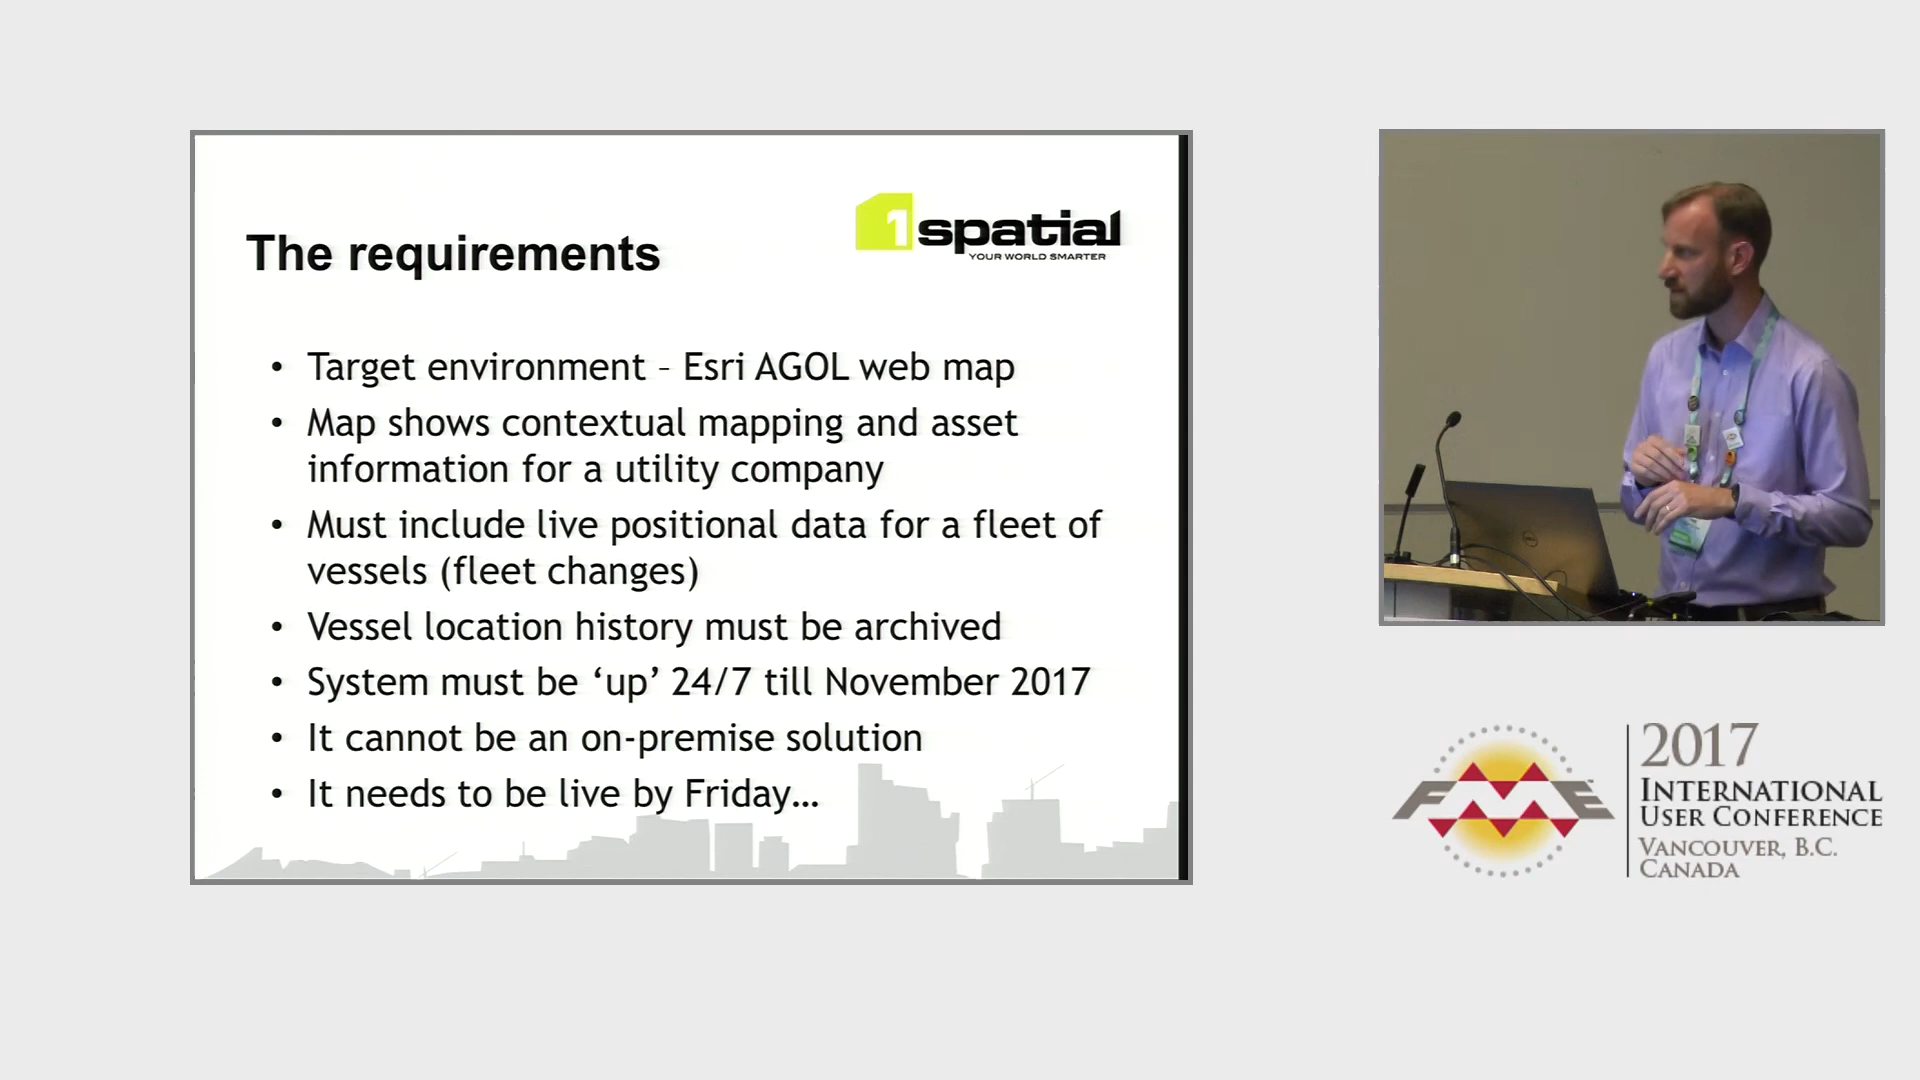 1spatial
YOUR WORLD SMARTER
The requirements
• Target environment – Esri AGOL web map
• Map shows contextual mapping and asset
information for a utility company
• Must include live positional data for a fleet of
vessels (fleet changes)
• Vessel location history must be archived
• System must be ‘up’ 24/7 till November 2017
• It cannot be an on-premise solution
• It needs to be live by Friday…
FME
2017
INTERNATIONAL
USER CONFERENCE
VANCOUVER, B.C.
CANADA